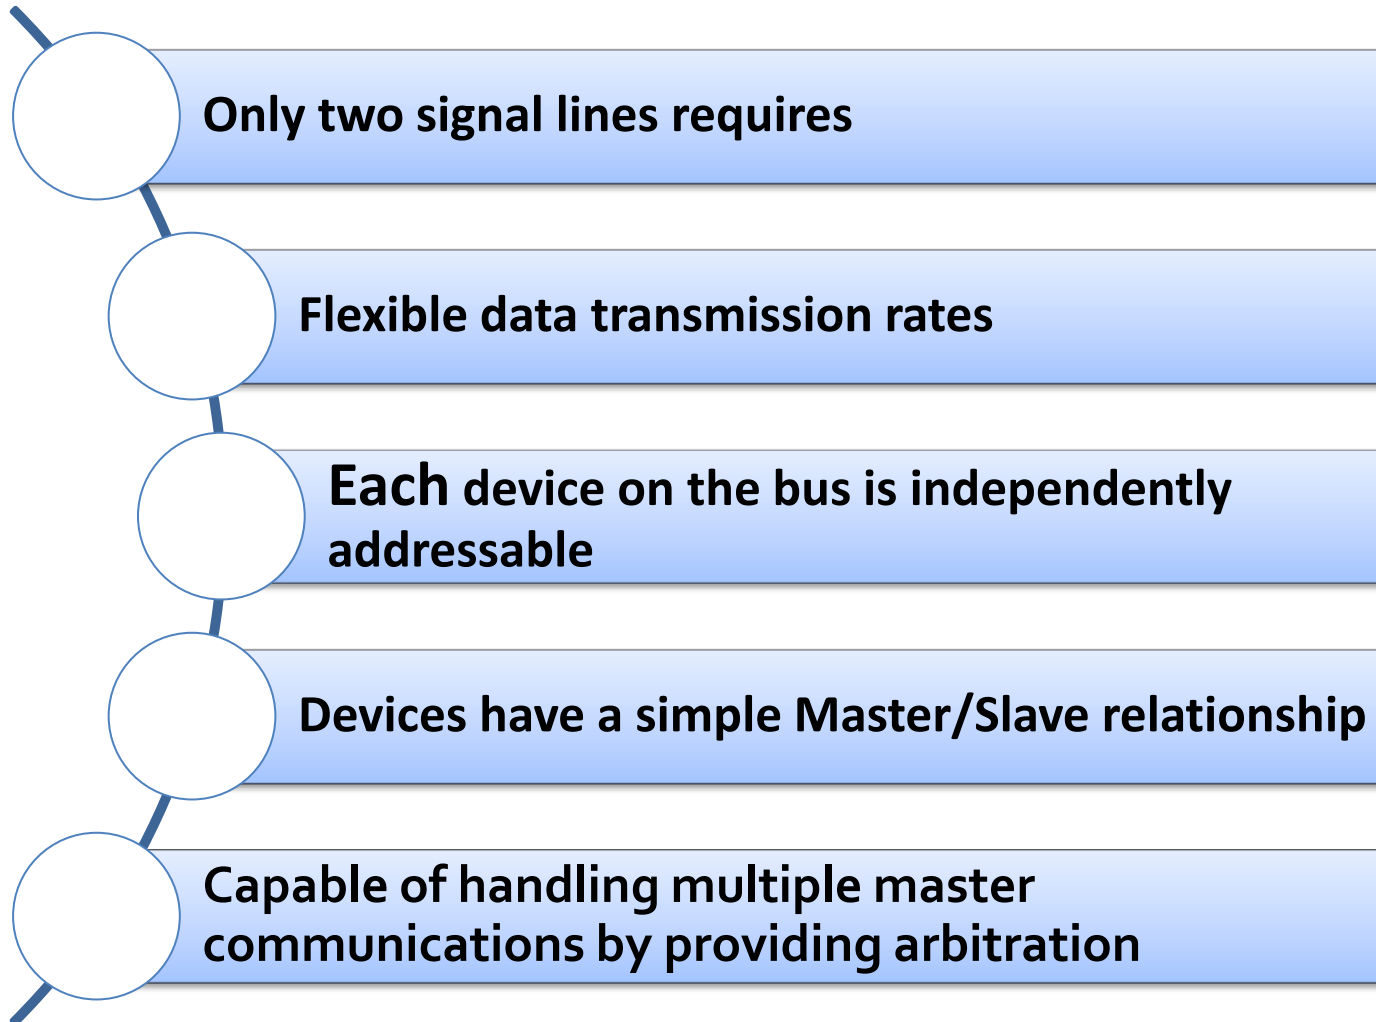 Only two signal lines requires
Flexible data transmission rates
Each device on the bus is independently
addressable
Devices have a simple Master/Slave relationship
Capable of handling multiple master
communications by providing arbitration